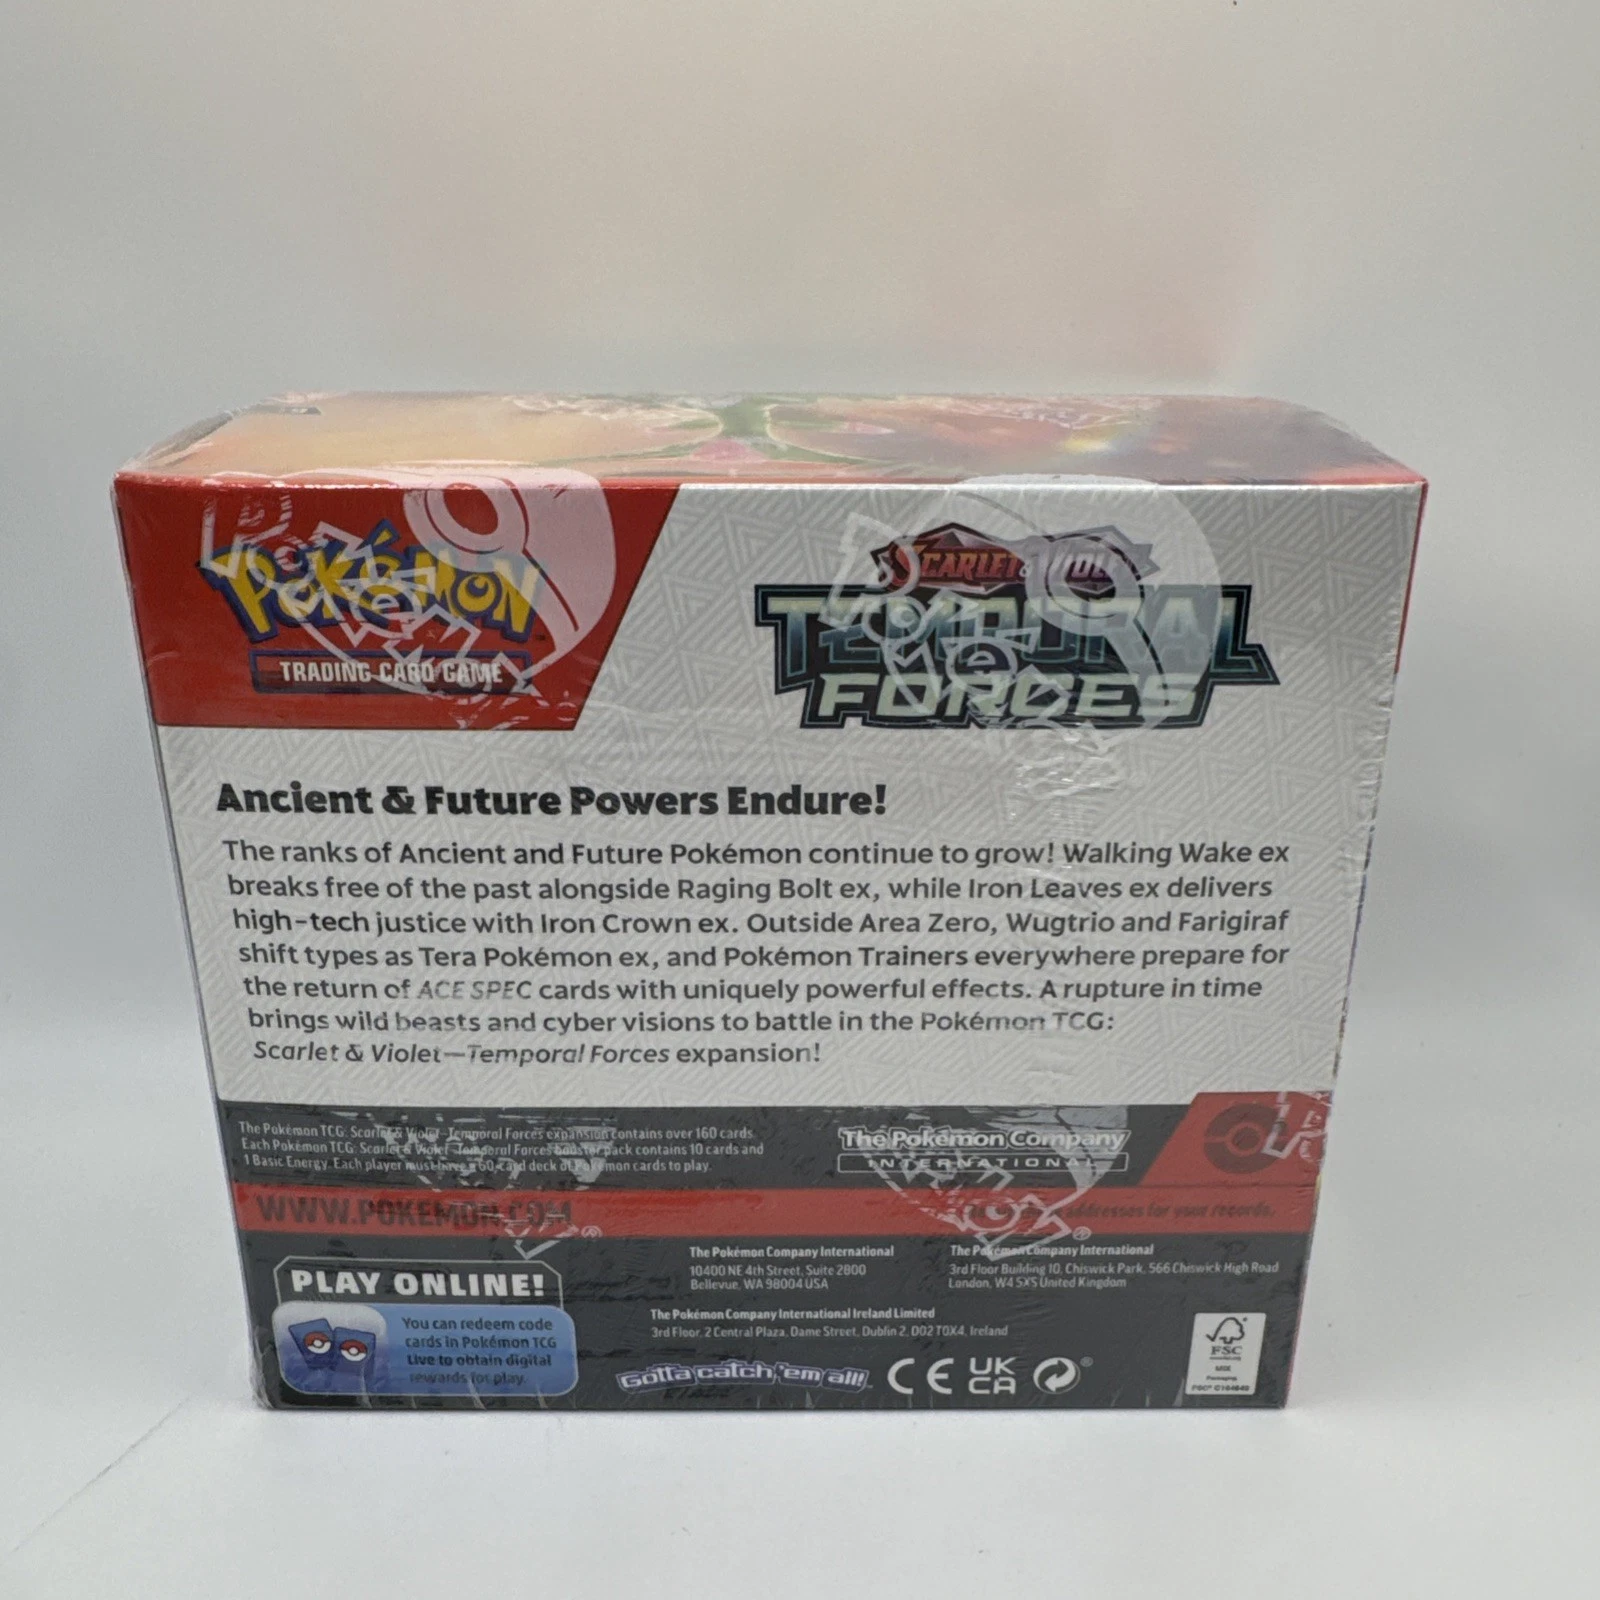 Pokémon
TRADING CARD GAME
SCARLET & VIOLET
TEMPORAL
FORCES
Ancient & Future Powers Endure!
The ranks of Ancient and Future Pokémon continue to grow! Walking Wake ex
breaks free of the past alongside Raging Bolt ex, while Iron Leaves ex delivers
high-tech justice with Iron Crown ex. Outside Area Zero, Wugtrio and Farigiraf
shift types as Tera Pokémon ex, and Pokémon Trainers everywhere prepare for
the return of ACE SPEC cards with uniquely powerful effects. A rupture in time
brings wild beasts and cyber visions to battle in the Pokémon TCG:
Scarlet & Violet—Temporal Forces expansion!
The Pokémon TCG: Scarlet & Violet—Temporal Forces expansion contains over 160 cards.
Each Pokémon TCG: Scarlet & Violet—Temporal Forces booster pack contains 10 cards and
1 Basic Energy. Each player must have a 60-card deck of Pokémon cards to play.
The Pokémon Company
INTERNATIONAL
WWW.POKEMON.COM
addresses for your records.
PLAY ONLINE!
You can redeem code
cards in Pokémon TCG
Live to obtain digital
rewards for play.
The Pokémon Company International
10400 NE 4th Street, Suite 2800
Bellevue, WA 98004 USA
The Pokémon Company International
3rd Floor Building 10, Chiswick Park, 566 Chiswick High Road
London, W4 5XS United Kingdom
The Pokémon Company International Ireland Limited
3rd Floor, 2 Central Plaza, Dame Street, Dublin 2, D02 T0X4, Ireland
Gotta catch 'em all!
CE
UK
CA
FSC
MIX
Packaging